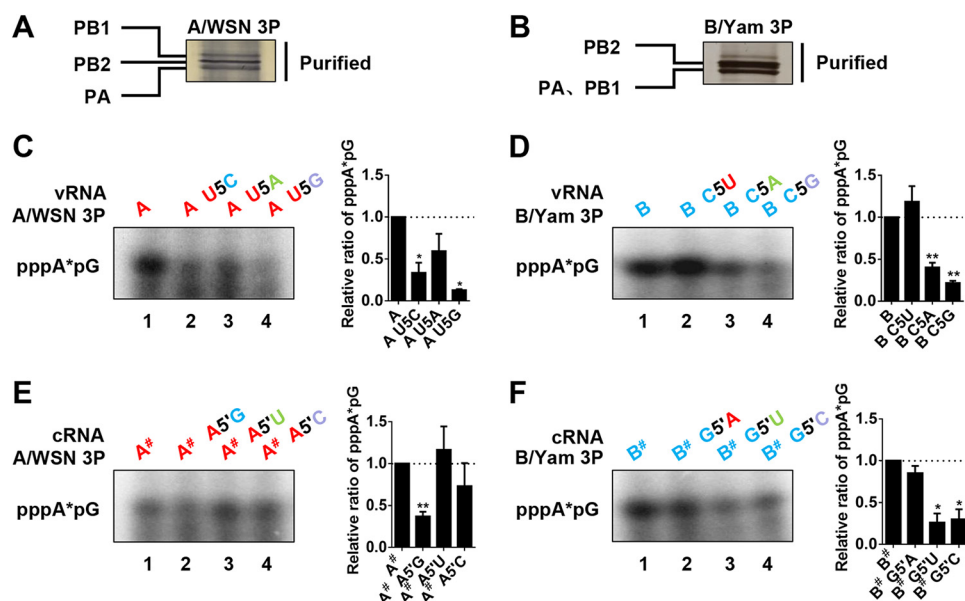 A
A/WSN 3P
PB1
PB2
PA
Purified
B
B/Yam 3P
PB2
PA、PB1
Purified
C
vRNA
A/WSN 3P
A
A U5C
A U5A
A U5G
pppA*pG
1 2 3 4
Relative ratio of pppA*pG
1.5
1.0
0.5
0.0
*
*
A
A U5C
A U5A
A U5G
D
vRNA
B/Yam 3P
B
B C5U
B C5A
B C5G
pppA*pG
1 2 3 4
Relative ratio of pppA*pG
1.5
1.0
0.5
0.0
**
**
B
B C5U
B C5A
B C5G
E
cRNA
A/WSN 3P
A#
A# A5'G
A# A5'U
A# A5'C
pppA*pG
1 2 3 4
Relative ratio of pppA*pG
1.5
1.0
0.5
0.0
**
A#
A# A5'G
A# A5'U
A# A5'C
F
cRNA
B/Yam 3P
B#
B# G5'A
B# G5'U
B# G5'C
pppA*pG
1 2 3 4
Relative ratio of pppA*pG
1.5
1.0
0.5
0.0
*
*
B#
B# G5'A
B# G5'U
B# G5'C